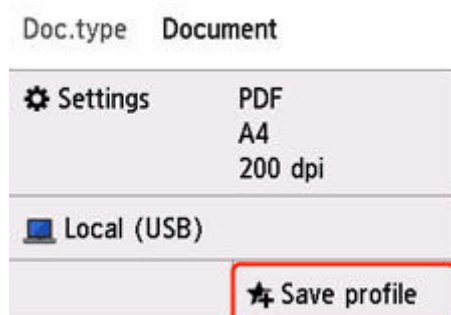 Doc.type Document
Settings PDF
A4
200 dpi
Local (USB)
Save profile